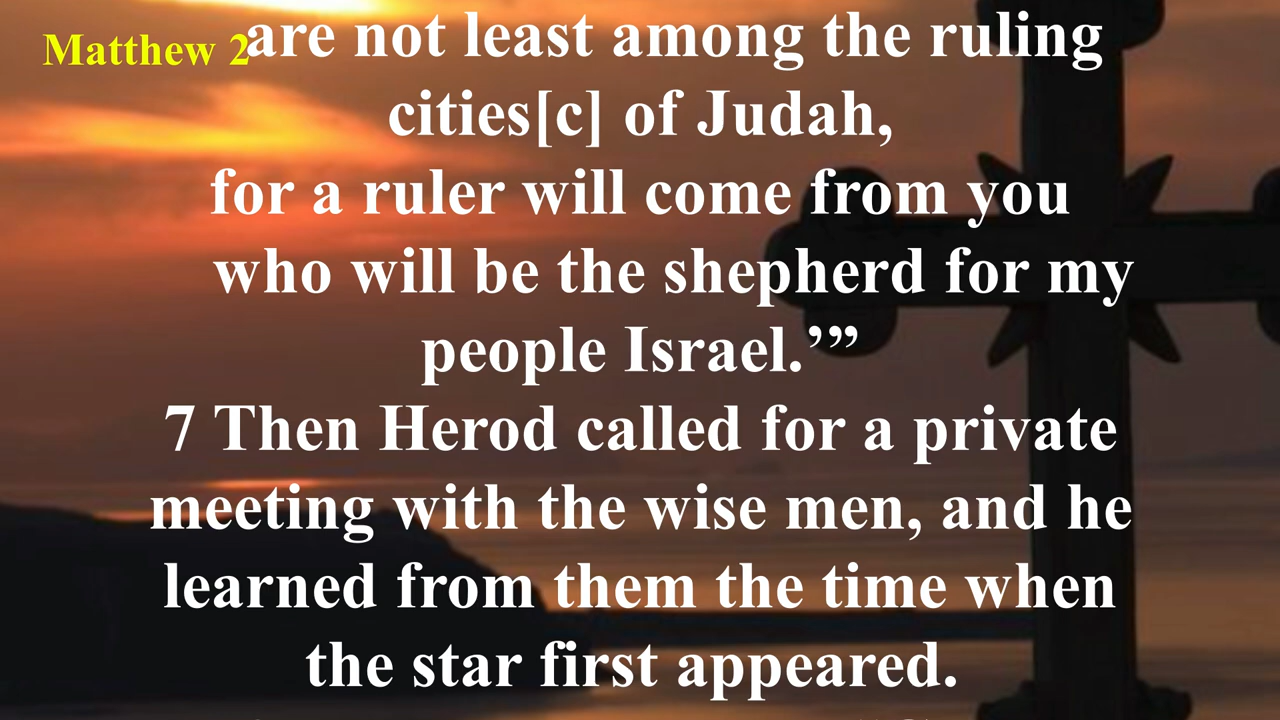 Matthew 2
are not least among the ruling
cities[c] of Judah,
for a ruler will come from you
who will be the shepherd for my
people Israel.’”
7 Then Herod called for a private
meeting with the wise men, and he
learned from them the time when
the star first appeared.